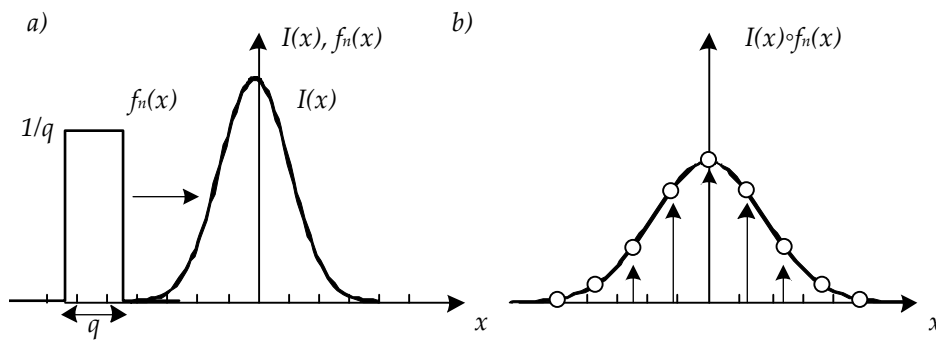 a)
I(x), fn(x)
fn(x)
I(x)
1/q
q
x
b)
I(x)∘fn(x)
x